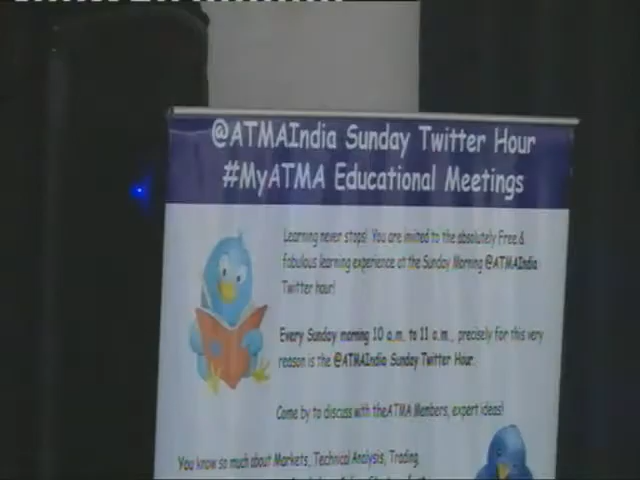 @ATMAIndia Sunday Twitter Hour
#MyATMA Educational Meetings
Learning never stops! You are invited to the absolutely Free &
fabulous learning experience at the Sunday Morning @ATMAIndia
Twitter hour!
Every Sunday morning 10 a.m. to 11 a.m., precisely for this very
reason is the @ATMAIndia Sunday Twitter Hour.
Come by to discuss with theATMA Members, expert ideas!
You know so much about Markets, Technical Analysis, Trading